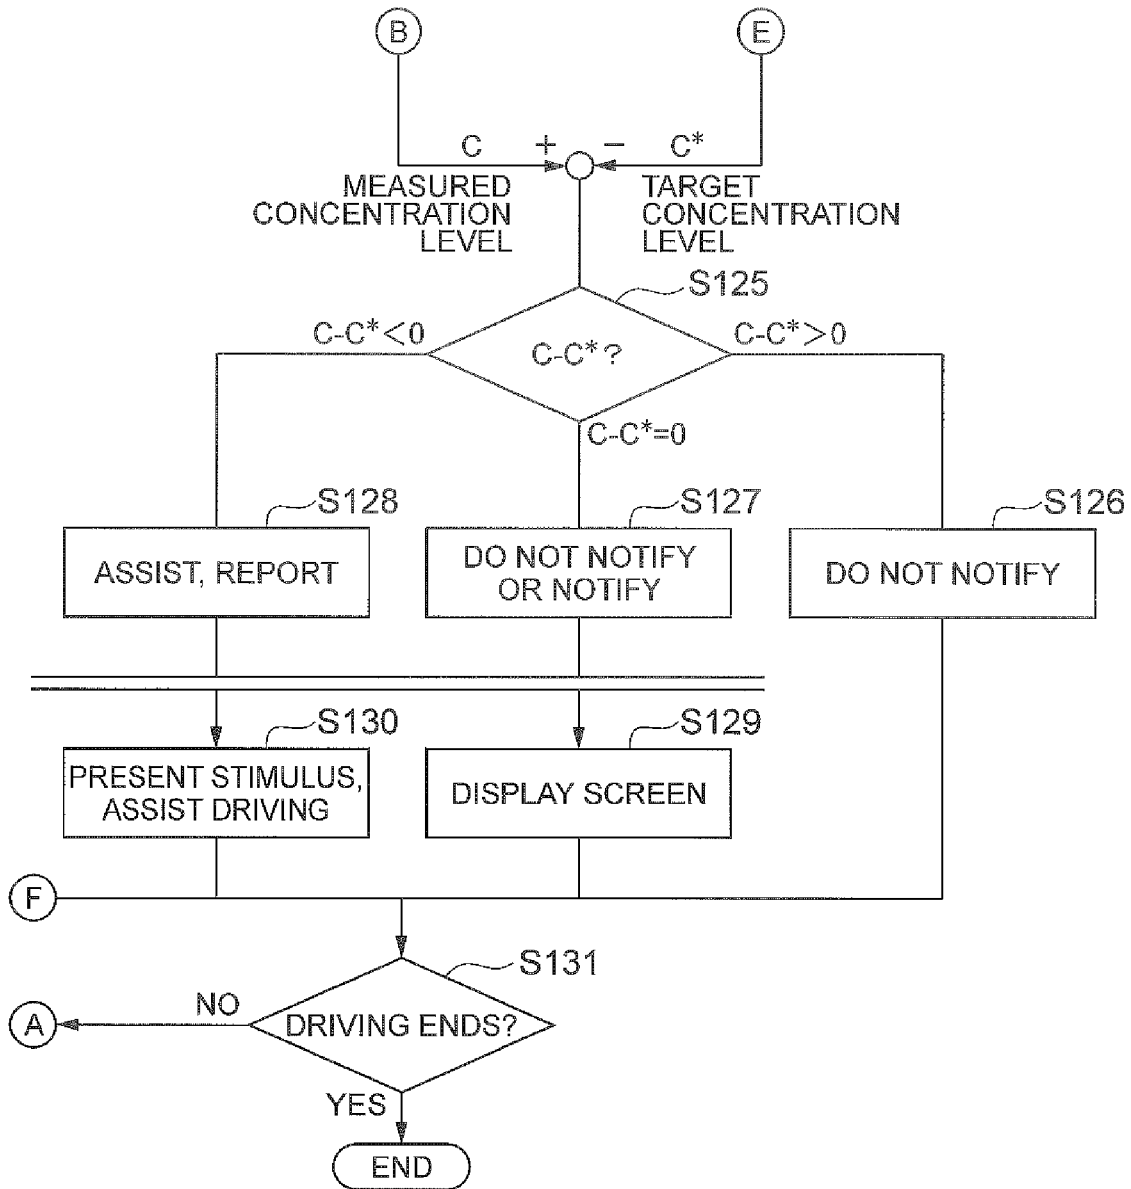 B
E
C + − C*
MEASURED
CONCENTRATION
LEVEL
TARGET
CONCENTRATION
LEVEL
S125
C-C*<0
C-C*?
C-C*>0
C-C*=0
S128
S127
S126
ASSIST, REPORT
DO NOT NOTIFY
OR NOTIFY
DO NOT NOTIFY
S130
S129
PRESENT STIMULUS,
ASSIST DRIVING
DISPLAY SCREEN
F
S131
A
NO
DRIVING ENDS?
YES
END